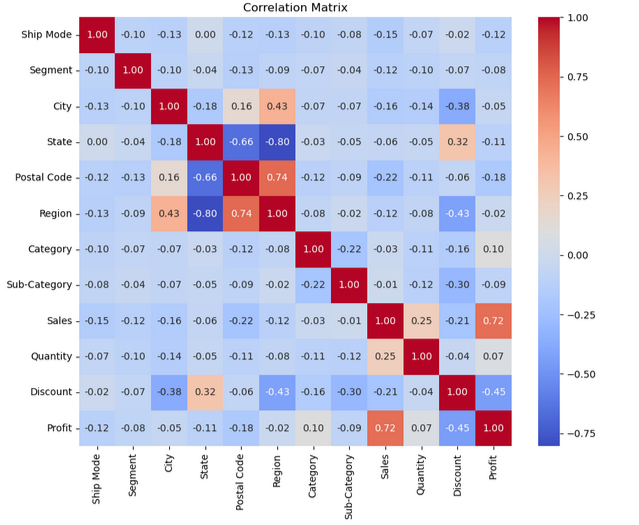 Correlation Matrix
Ship Mode 1.00 -0.10 -0.13 0.00 -0.12 -0.13 -0.10 -0.08 -0.15 -0.07 -0.02 -0.12
Segment -0.10 1.00 -0.10 -0.04 -0.13 -0.09 -0.07 -0.04 -0.12 -0.10 -0.07 -0.08
City -0.13 -0.10 1.00 -0.18 0.16 0.43 -0.07 -0.07 -0.16 -0.14 -0.38 -0.05
State 0.00 -0.04 -0.18 1.00 -0.66 -0.80 -0.03 -0.05 -0.06 -0.05 0.32 -0.11
Postal Code -0.12 -0.13 0.16 -0.66 1.00 0.74 -0.12 -0.09 -0.22 -0.11 -0.06 -0.18
Region -0.13 -0.09 0.43 -0.80 0.74 1.00 -0.08 -0.02 -0.12 -0.08 -0.43 -0.02
Category -0.10 -0.07 -0.07 -0.03 -0.12 -0.08 1.00 -0.22 -0.03 -0.11 -0.16 0.10
Sub-Category -0.08 -0.04 -0.07 -0.05 -0.09 -0.02 -0.22 1.00 -0.01 -0.12 -0.30 -0.09
Sales -0.15 -0.12 -0.16 -0.06 -0.22 -0.12 -0.03 -0.01 1.00 0.25 -0.21 0.72
Quantity -0.07 -0.10 -0.14 -0.05 -0.11 -0.08 -0.11 -0.12 0.25 1.00 -0.04 0.07
Discount -0.02 -0.07 -0.38 0.32 -0.06 -0.43 -0.16 -0.30 -0.21 -0.04 1.00 -0.45
Profit -0.12 -0.08 -0.05 -0.11 -0.18 -0.02 0.10 -0.09 0.72 0.07 -0.45 1.00
Ship Mode
Segment
City
State
Postal Code
Region
Category
Sub-Category
Sales
Quantity
Discount
Profit
1.00
0.75
0.50
0.25
0.00
−0.25
−0.50
−0.75